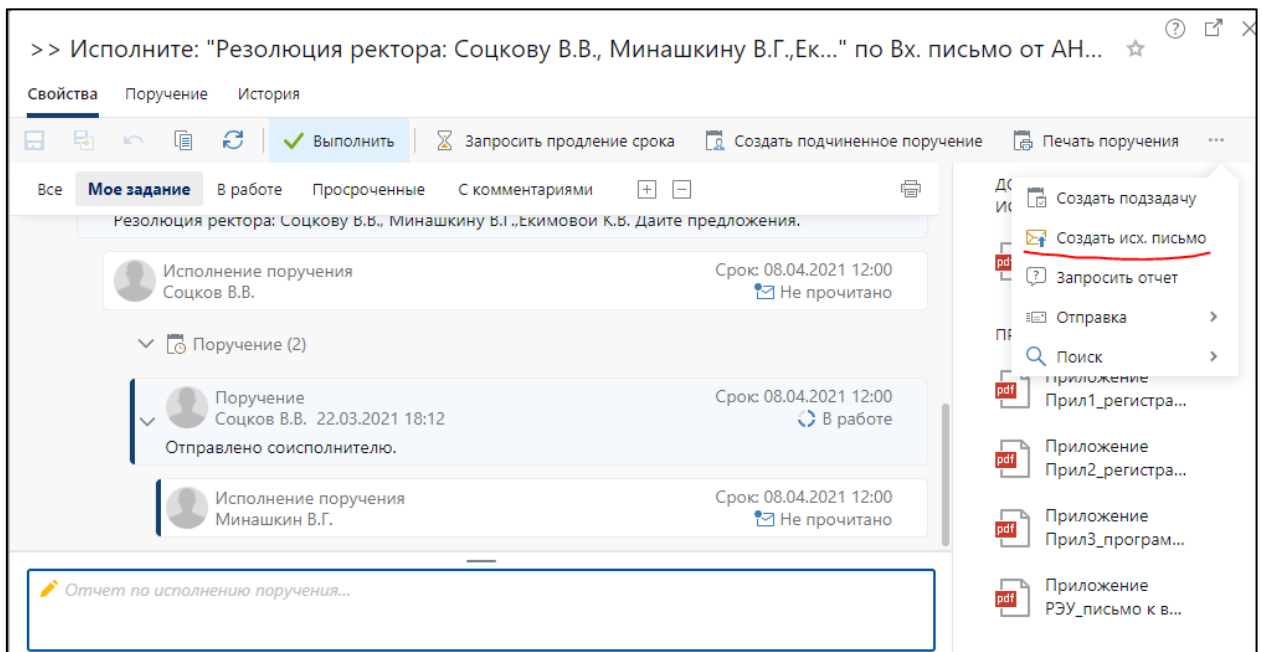 >> Исполните: "Резолюция ректора: Соцкову В.В., Минашкину В.Г.,Ек..." по Вх. письмо от АН...
Свойства Поручение История
Выполнить Запросить продление срока Создать подчиненное поручение Печать поручения ...
Все Мое задание В работе Просроченные С комментариями
Резолюция ректора: Соцкову В.В., Минашкину В.Г.,Екимовой К.В. Дайте предложения.
Исполнение поручения Срок: 08.04.2021 12:00
Соцков В.В. Не прочитано
Поручение (2)
Поручение Срок: 08.04.2021 12:00
Соцков В.В. 22.03.2021 18:12 В работе
Отправлено соисполнителю.
Исполнение поручения Срок: 08.04.2021 12:00
Минашкин В.Г. Не прочитано
Отчет по исполнению поручения...
Создать подзадачу
Создать исх. письмо
Запросить отчет
Отправка
Поиск
pdf
Приложение
pdf Прил1_регистра...
Приложение
pdf Прил2_регистра...
Приложение
pdf Прил3_програм...
Приложение
pdf РЭУ_письмо к в...